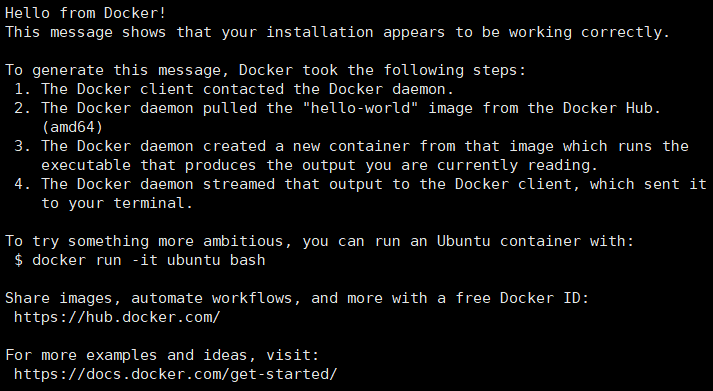 Hello from Docker!
This message shows that your installation appears to be working correctly.
To generate this message, Docker took the following steps:
1. The Docker client contacted the Docker daemon.
2. The Docker daemon pulled the "hello-world" image from the Docker Hub.
(amd64)
3. The Docker daemon created a new container from that image which runs the
executable that produces the output you are currently reading.
4. The Docker daemon streamed that output to the Docker client, which sent it
to your terminal.
To try something more ambitious, you can run an Ubuntu container with:
$ docker run -it ubuntu bash
Share images, automate workflows, and more with a free Docker ID:
https://hub.docker.com/
For more examples and ideas, visit:
https://docs.docker.com/get-started/